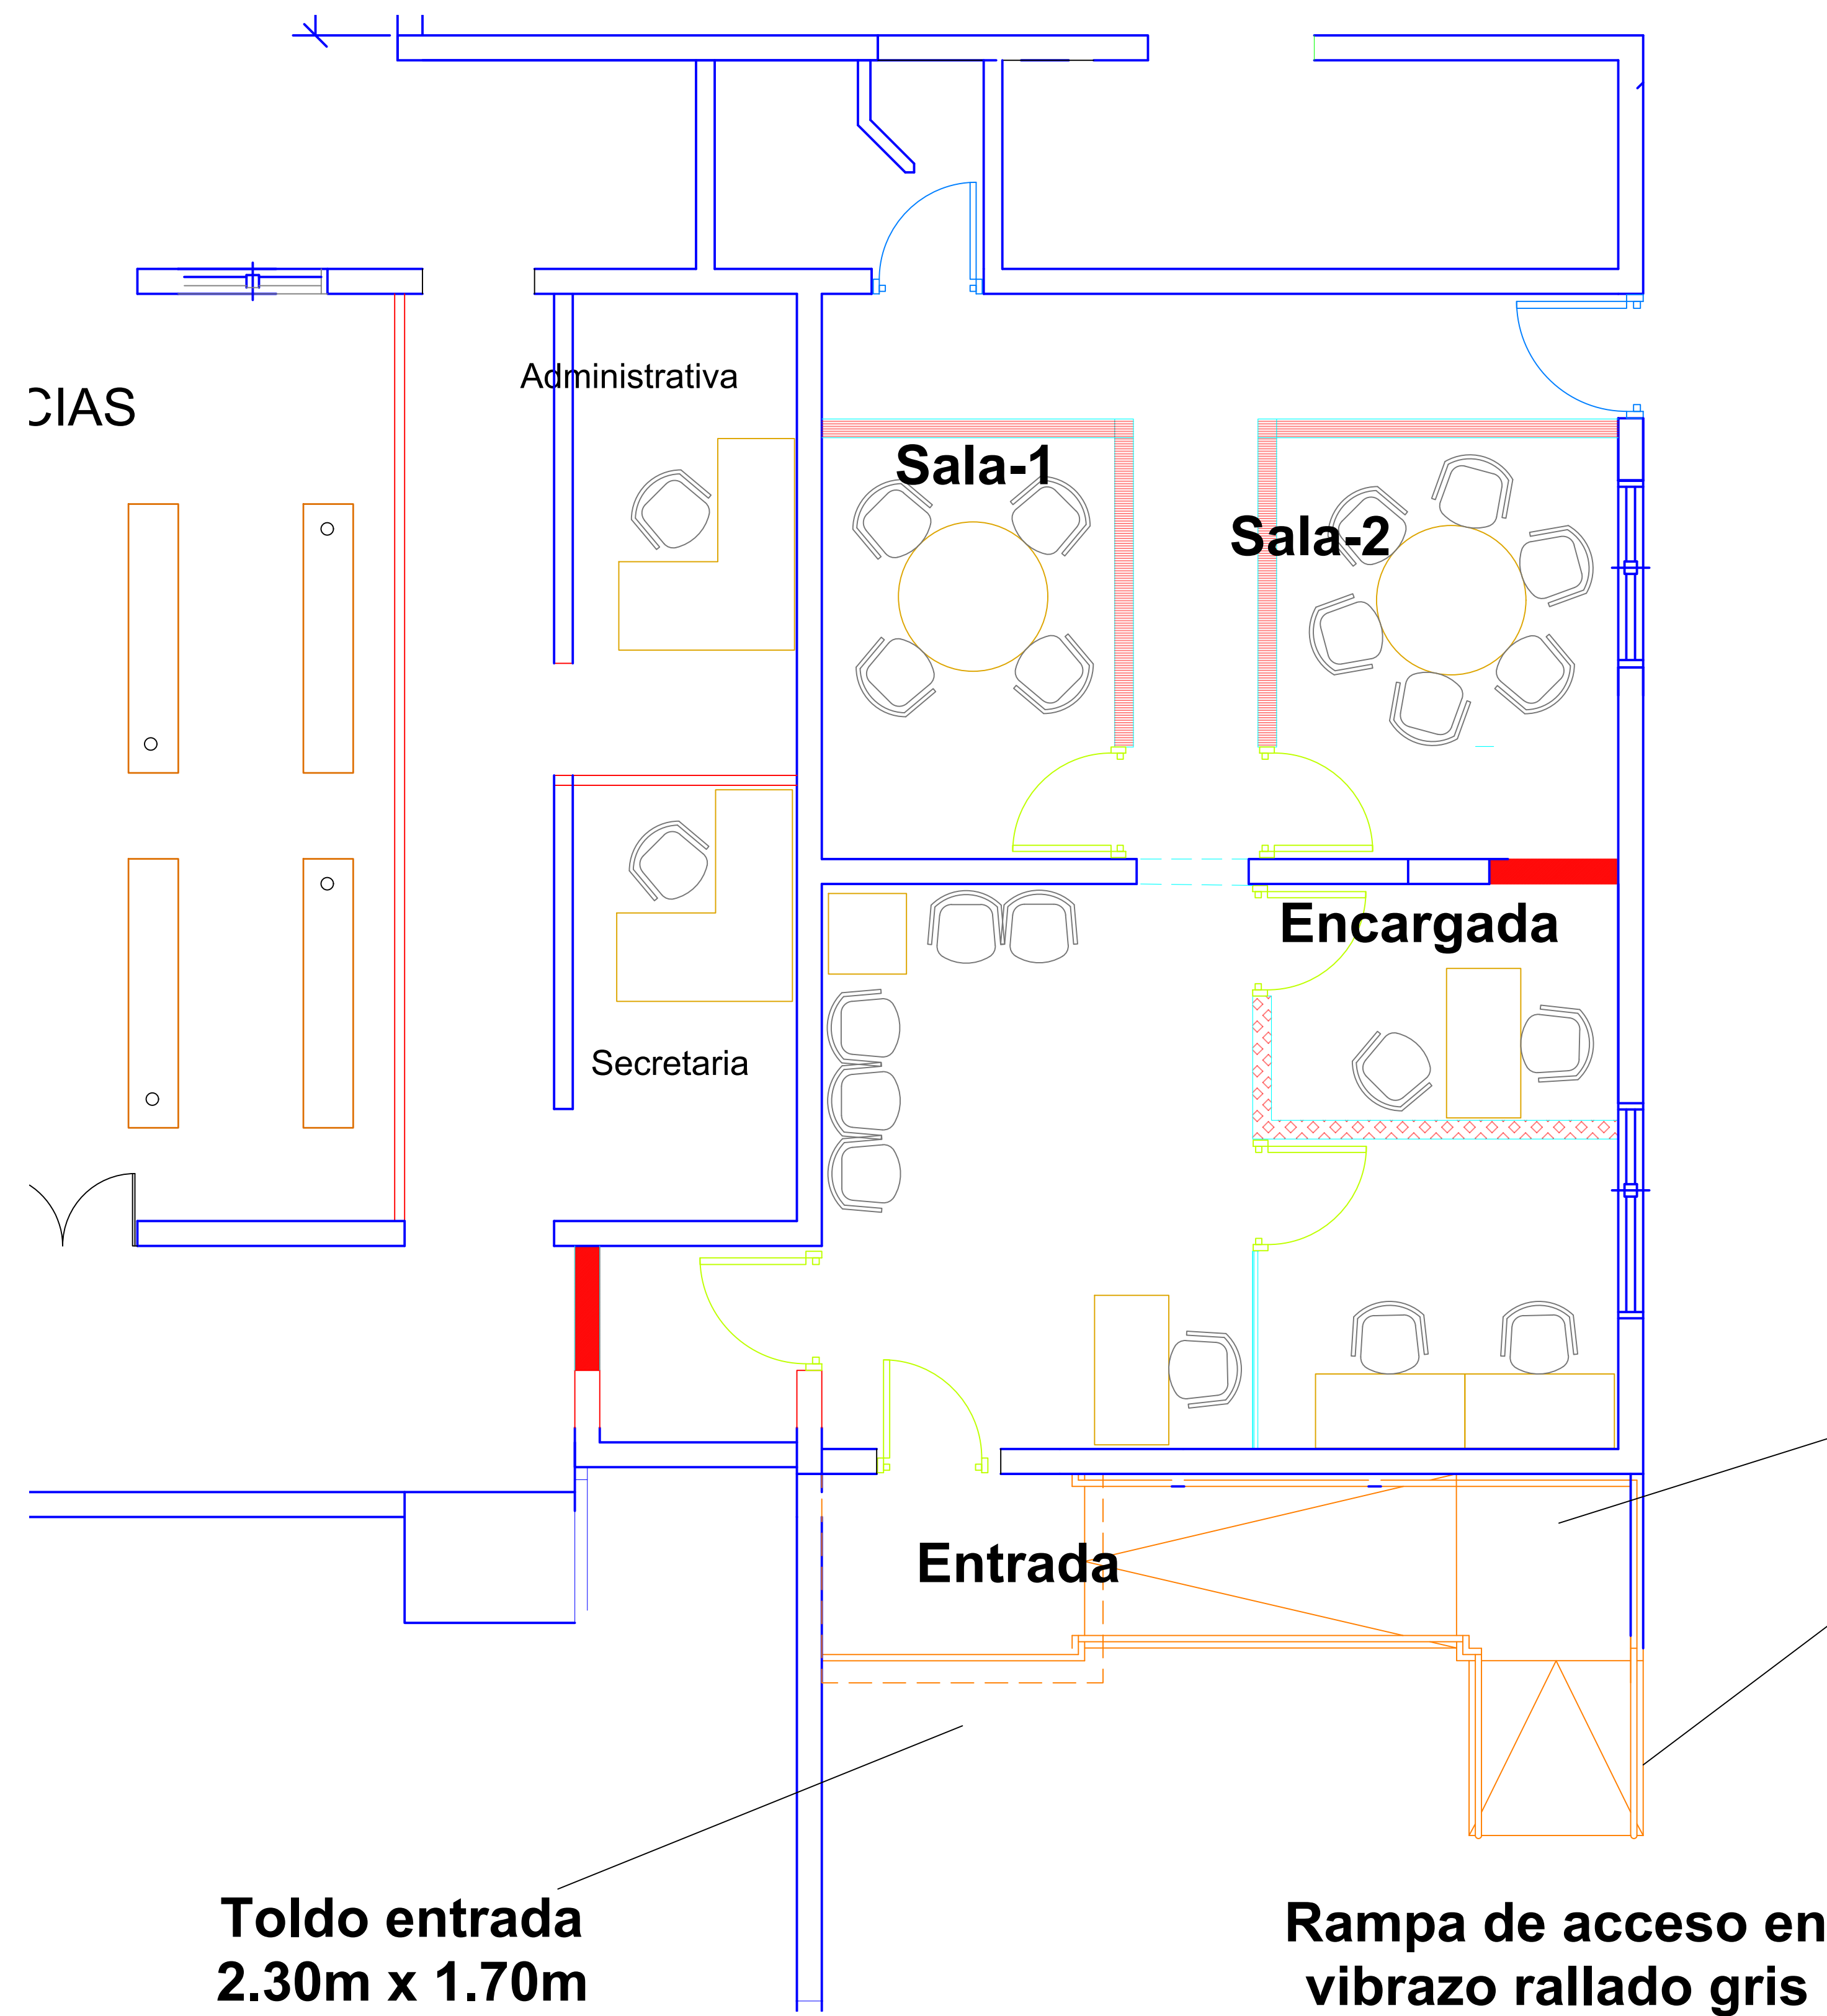 Administrativa
CIAS
Sala-1
Sala-2
Encargada
Secretaria
Entrada
Toldo entrada
2.30m x 1.70m
Rampa de acceso en
vibrazo rallado gris